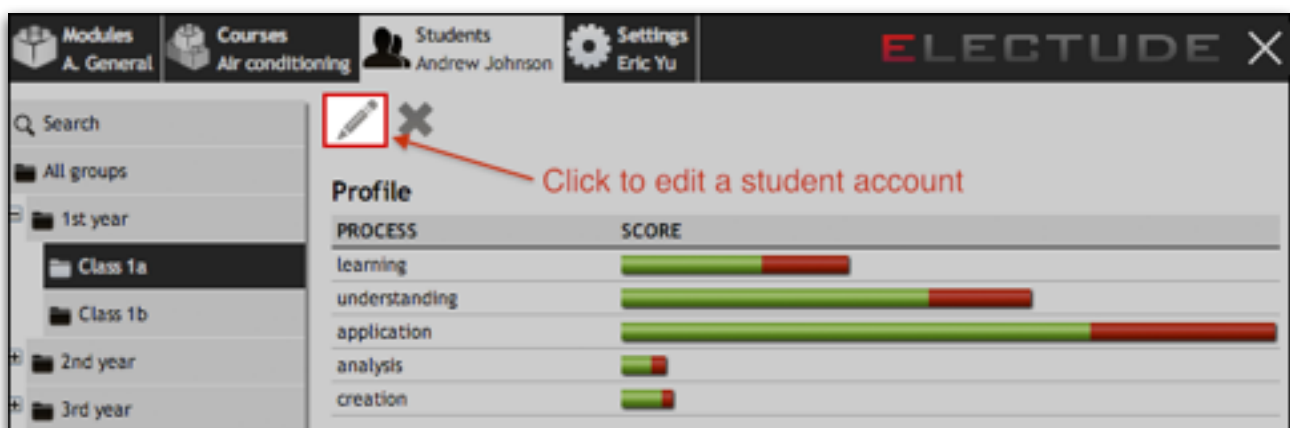 Modules
A. General
Courses
Air conditioning
Students
Andrew Johnson
Settings
Eric Yu
ELECTUDE
Search
All groups
1st year
Class 1a
Class 1b
2nd year
3rd year
Click to edit a student account
Profile
PROCESS SCORE
learning
understanding
application
analysis
creation